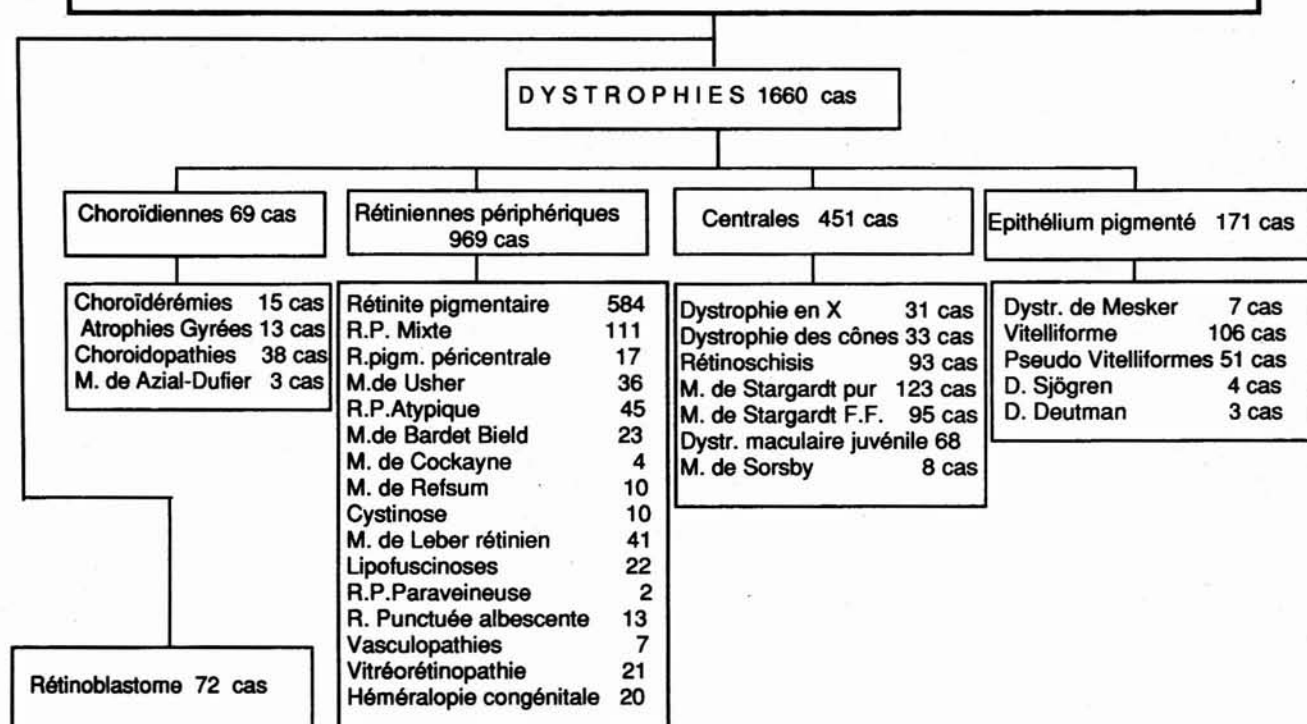 DYSTROPHIES 1660 cas
Choroïdiennes 69 cas
Rétiniennes périphériques
969 cas
Centrales 451 cas
Epithélium pigmenté 171 cas
Choroïdérémies 15 cas
Atrophies Gyrées 13 cas
Choroidopathies 38 cas
M. de Azial-Dufier 3 cas
Rétinite pigmentaire 584
R.P. Mixte 111
R.pigm. péricentrale 17
M.de Usher 36
R.P.Atypique 45
M.de Bardet Bield 23
M. de Cockayne 4
M. de Refsum 10
Cystinose 10
M. de Leber rétinien 41
Lipofuscinoses 22
R.P.Paraveineuse 2
R. Punctuée albescente 13
Vasculopathies 7
Vitréorétinopathie 21
Héméralopie congénitale 20
Dystrophie en X 31 cas
Dystrophie des cônes 33 cas
Rétinoschisis 93 cas
M. de Stargardt pur 123 cas
M. de Stargardt F.F. 95 cas
Dystr. maculaire juvénile 68
M. de Sorsby 8 cas
Dystr. de Mesker 7 cas
Vitelliforme 106 cas
Pseudo Vitelliformes 51 cas
D. Sjögren 4 cas
D. Deutman 3 cas
Rétinoblastome 72 cas